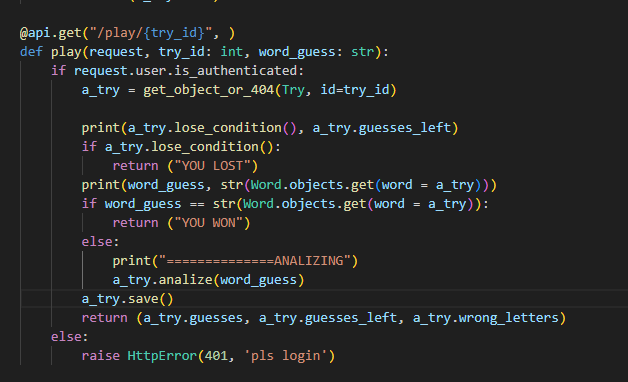 @api.get("/play/{try_id}", )
def play(request, try_id: int, word_guess: str):
    if request.user.is_authenticated:
        a_try = get_object_or_404(Try, id=try_id)

        print(a_try.lose_condition(), a_try.guesses_left)
        if a_try.lose_condition():
            return ("YOU LOST")
        print(word_guess, str(Word.objects.get(word = a_try)))
        if word_guess == str(Word.objects.get(word = a_try)):
            return ("YOU WON")
        else:
            print("==============ANALIZING")
            a_try.analize(word_guess)
        a_try.save()
        return (a_try.guesses, a_try.guesses_left, a_try.wrong_letters)
    else:
        raise HttpError(401, 'pls login')